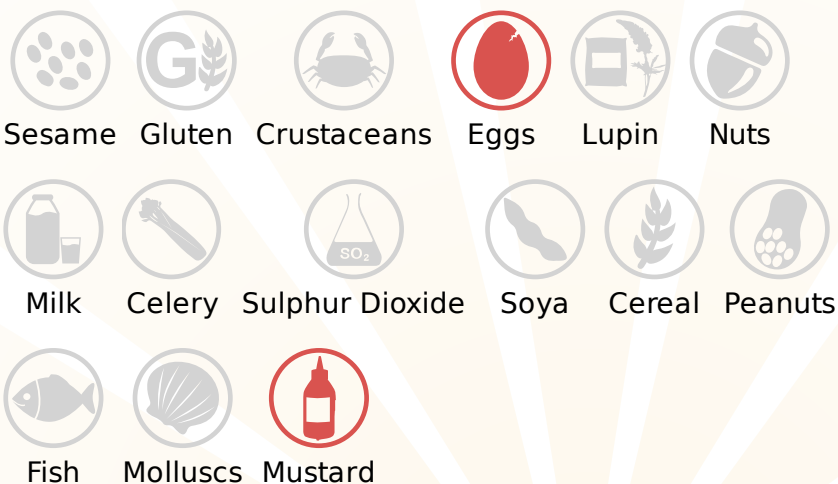 G
Sesame Gluten Crustaceans Eggs Lupin Nuts
SO₂
Milk Celery Sulphur Dioxide Soya Cereal Peanuts
Fish Molluscs Mustard